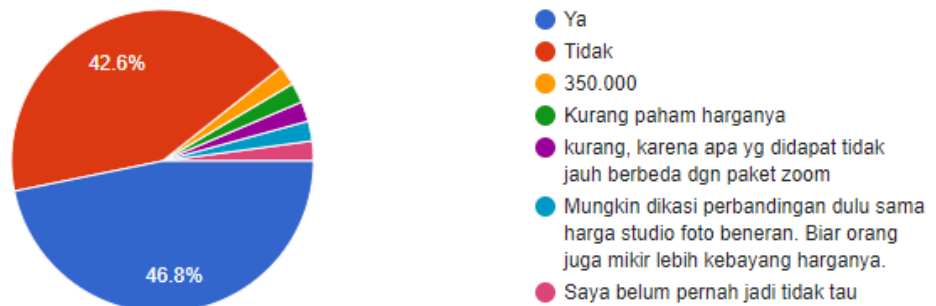 42.6%
46.8%
Ya
Tidak
350.000
Kurang paham harganya
kurang, karena apa yg didapat tidak
jauh berbeda dgn paket zoom
Mungkin dikasi perbandingan dulu sama
harga studio foto beneran. Biar orang
juga mikir lebih kebayang harganya.
Saya belum pernah jadi tidak tau